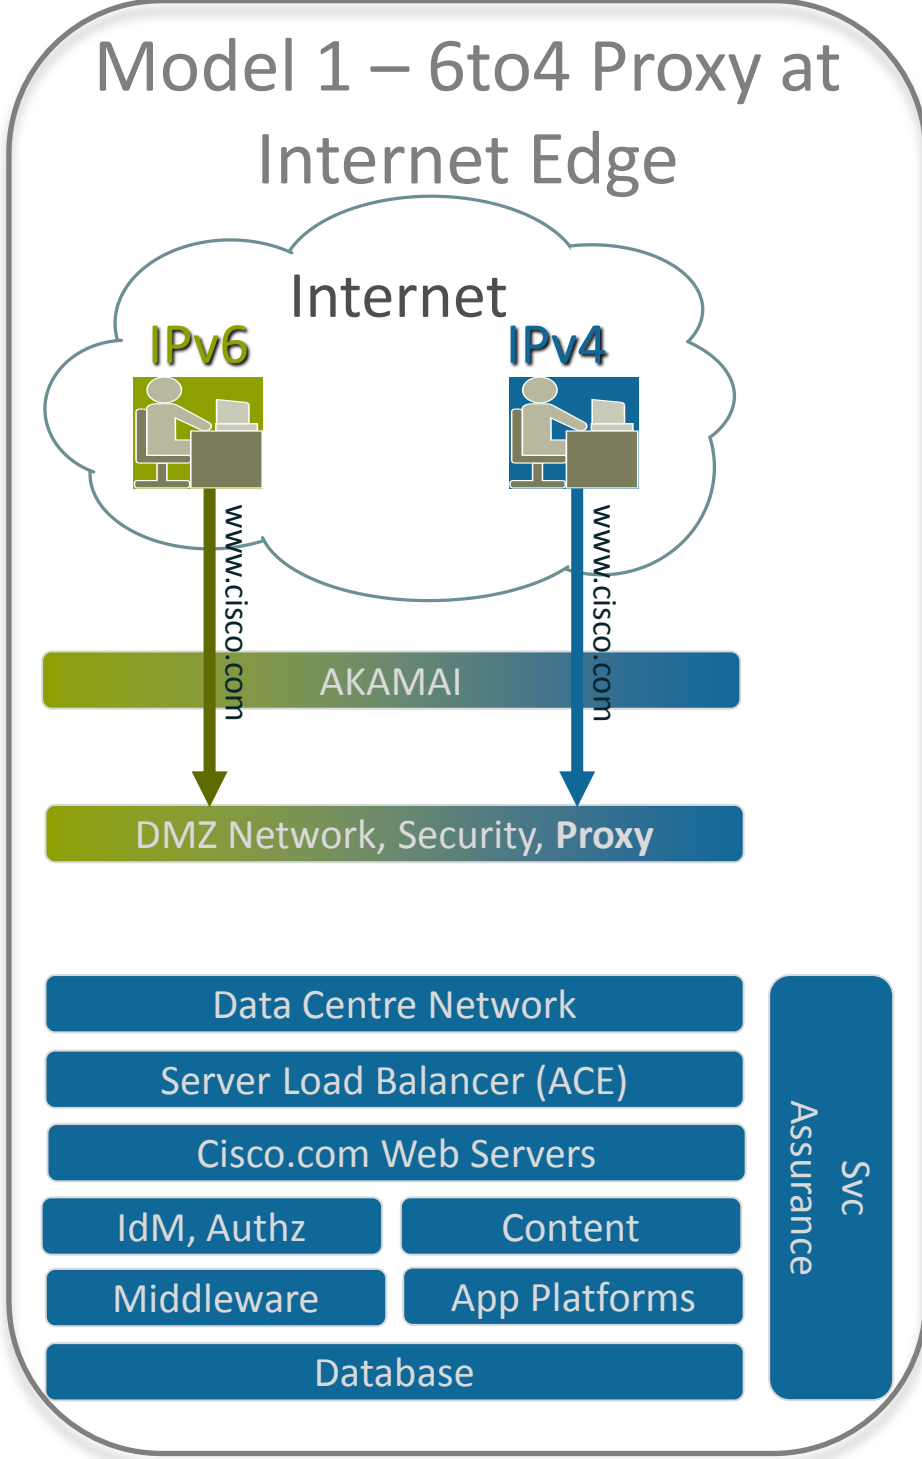 Model 1 – 6to4 Proxy at
Internet Edge
Internet
IPv6
IPv4
www.cisco.com
www.cisco.com
AKAMAI
DMZ Network, Security, Proxy
Data Centre Network
Server Load Balancer (ACE)
Cisco.com Web Servers
IdM, Authz
Content
Middleware
App Platforms
Database
Svc
Assurance